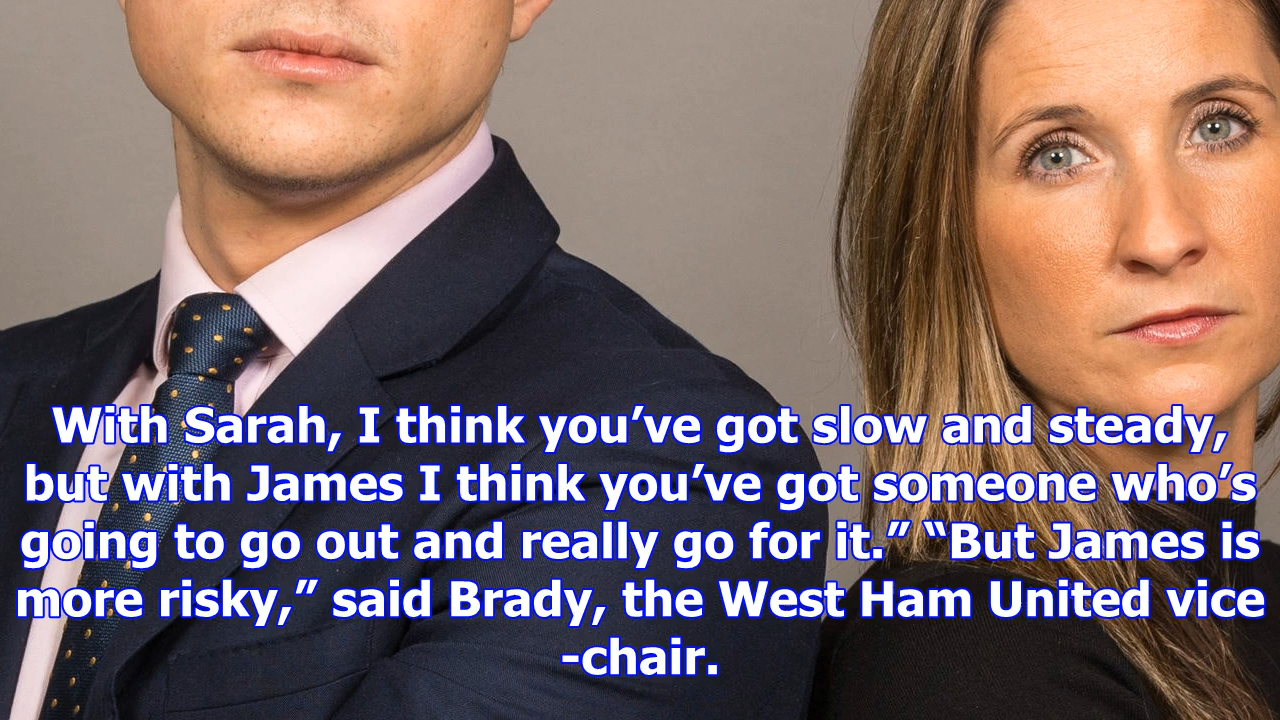 With Sarah, I think you’ve got slow and steady,
but with James I think you’ve got someone who’s
going to go out and really go for it.” “But James is
more risky,” said Brady, the West Ham United vice
-chair.